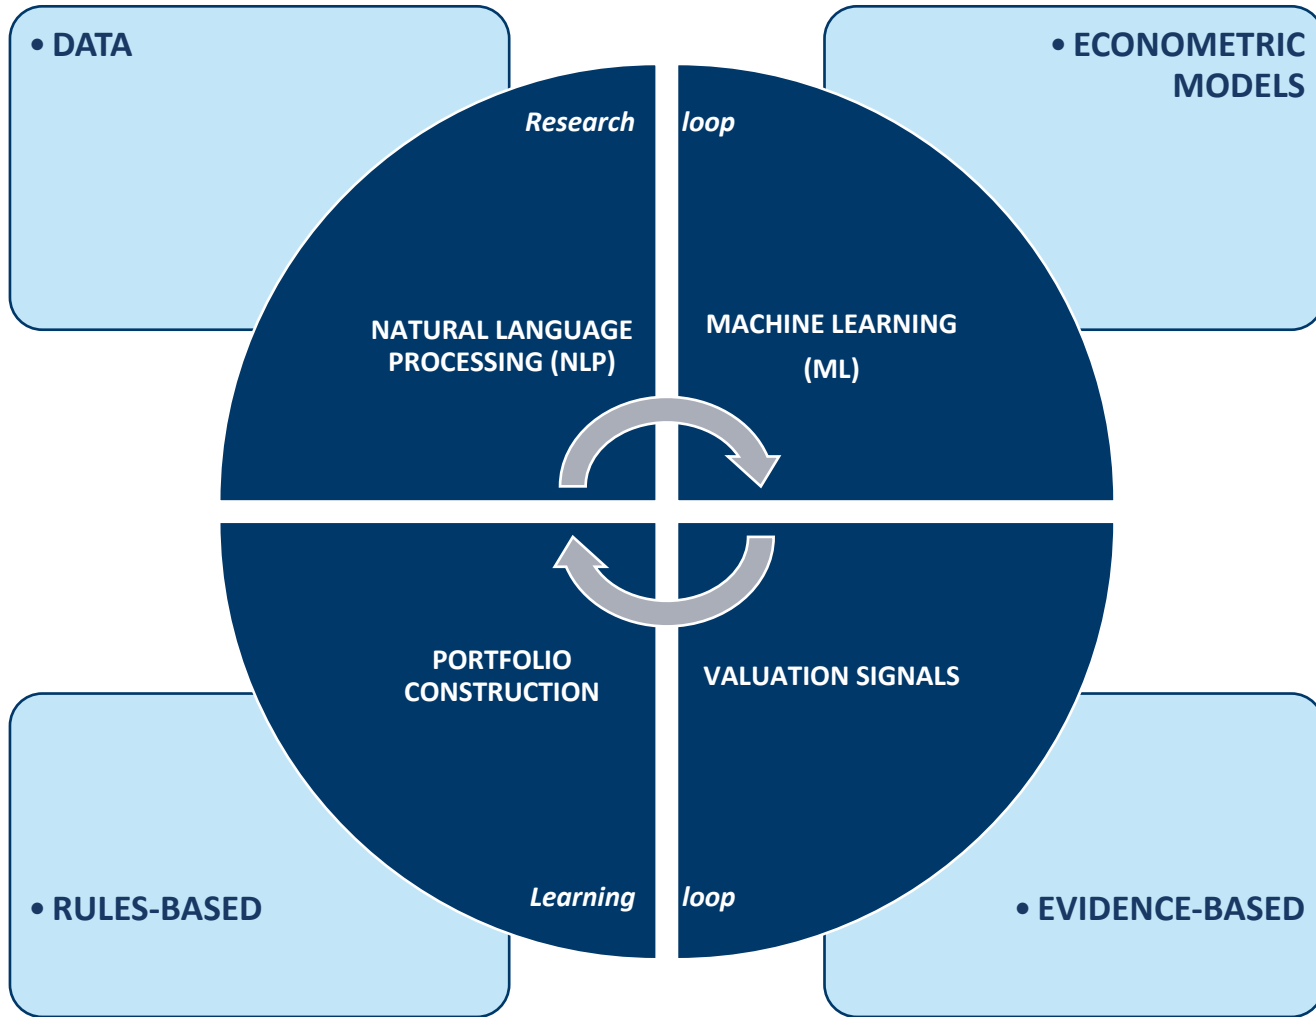 • DATA
• ECONOMETRIC
MODELS
Research loop
NATURAL LANGUAGE
PROCESSING (NLP)
MACHINE LEARNING
(ML)
PORTFOLIO
CONSTRUCTION
VALUATION SIGNALS
Learning loop
• RULES-BASED
• EVIDENCE-BASED